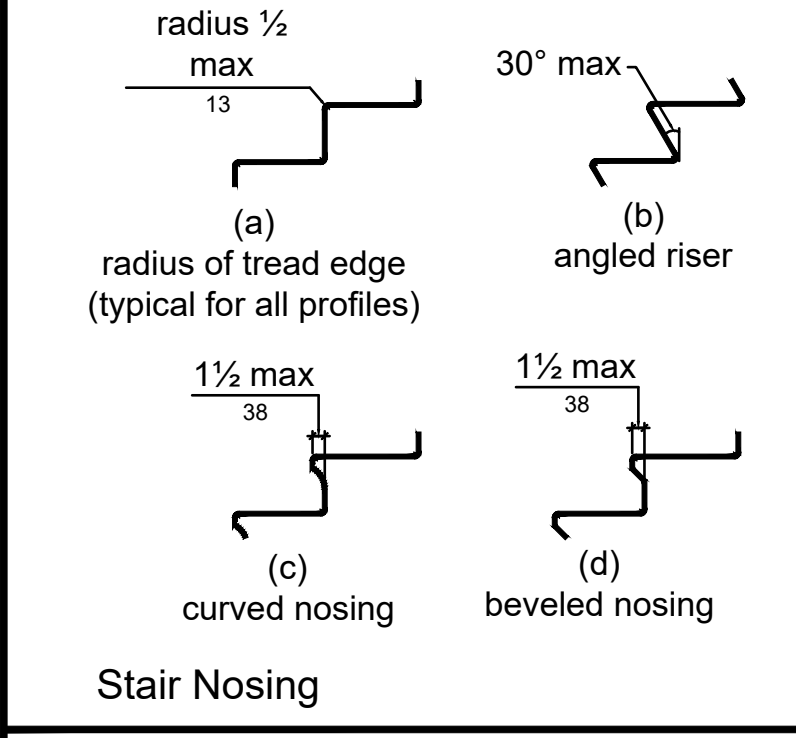 radius ½
max
13
(a)
radius of tread edge
(typical for all profiles)
30° max
(b)
angled riser
1½ max
38
(c)
curved nosing
1½ max
38
(d)
beveled nosing
Stair Nosing